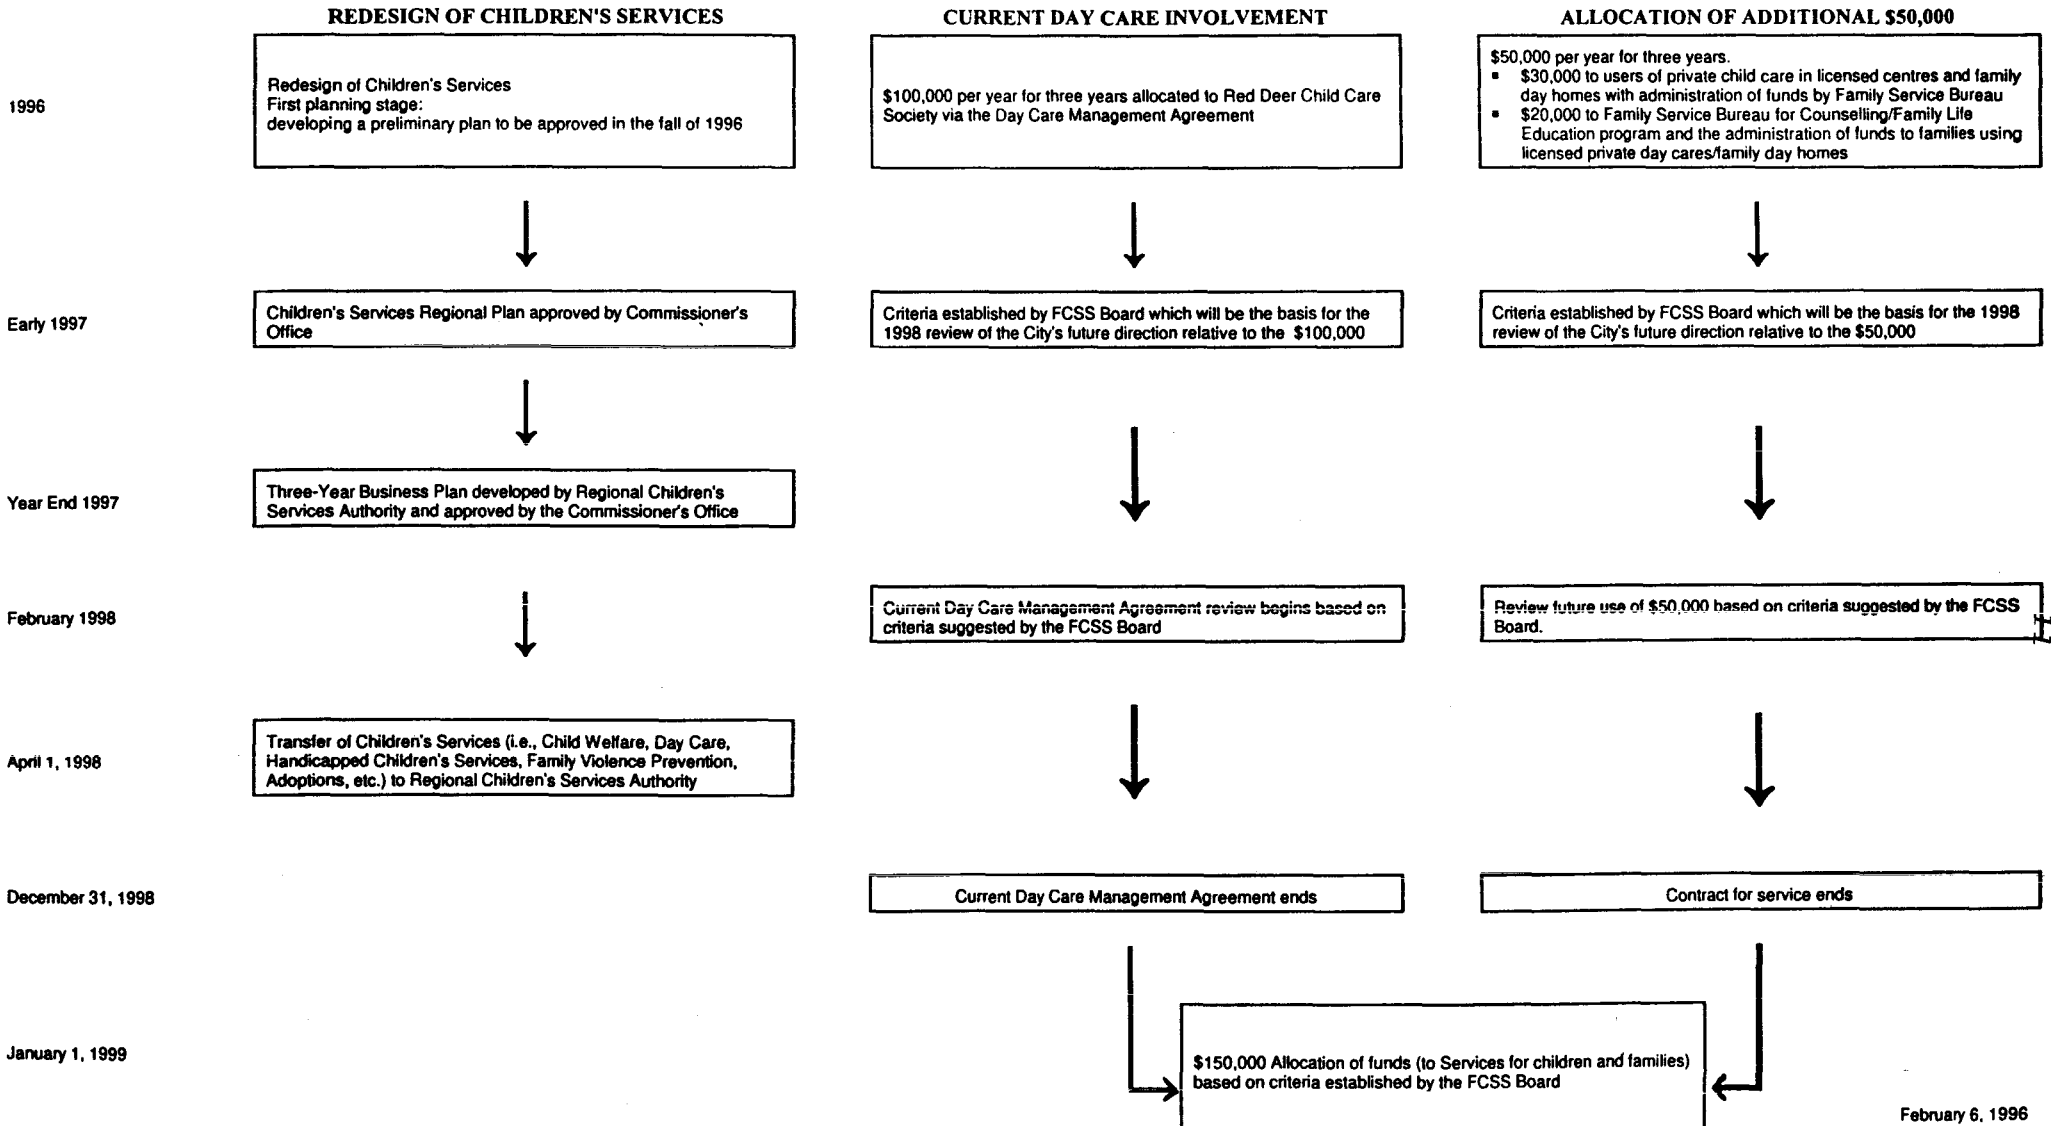 REDESIGN OF CHILDREN'S SERVICES
CURRENT DAY CARE INVOLVEMENT
ALLOCATION OF ADDITIONAL $50,000
1996
Redesign of Children's Services
First planning stage:
developing a preliminary plan to be approved in the fall of 1996
$100,000 per year for three years allocated to Red Deer Child Care
Society via the Day Care Management Agreement
$50,000 per year for three years.
▪ $30,000 to users of private child care in licensed centres and family
day homes with administration of funds by Family Service Bureau
▪ $20,000 to Family Service Bureau for Counselling/Family Life
Education program and the administration of funds to families using
licensed private day cares/family day homes
Early 1997
Children's Services Regional Plan approved by Commissioner's
Office
Criteria established by FCSS Board which will be the basis for the
1998 review of the City's future direction relative to the $100,000
Criteria established by FCSS Board which will be the basis for the 1998
review of the City's future direction relative to the $50,000
Year End 1997
Three-Year Business Plan developed by Regional Children's
Services Authority and approved by the Commissioner's Office
February 1998
Current Day Care Management Agreement review begins based on
criteria suggested by the FCSS Board
Review future use of $50,000 based on criteria suggested by the FCSS
Board.
April 1, 1998
Transfer of Children's Services (i.e., Child Welfare, Day Care,
Handicapped Children's Services, Family Violence Prevention,
Adoptions, etc.) to Regional Children's Services Authority
December 31, 1998
Current Day Care Management Agreement ends
Contract for service ends
January 1, 1999
$150,000 Allocation of funds (to Services for children and families)
based on criteria established by the FCSS Board
February 6, 1996